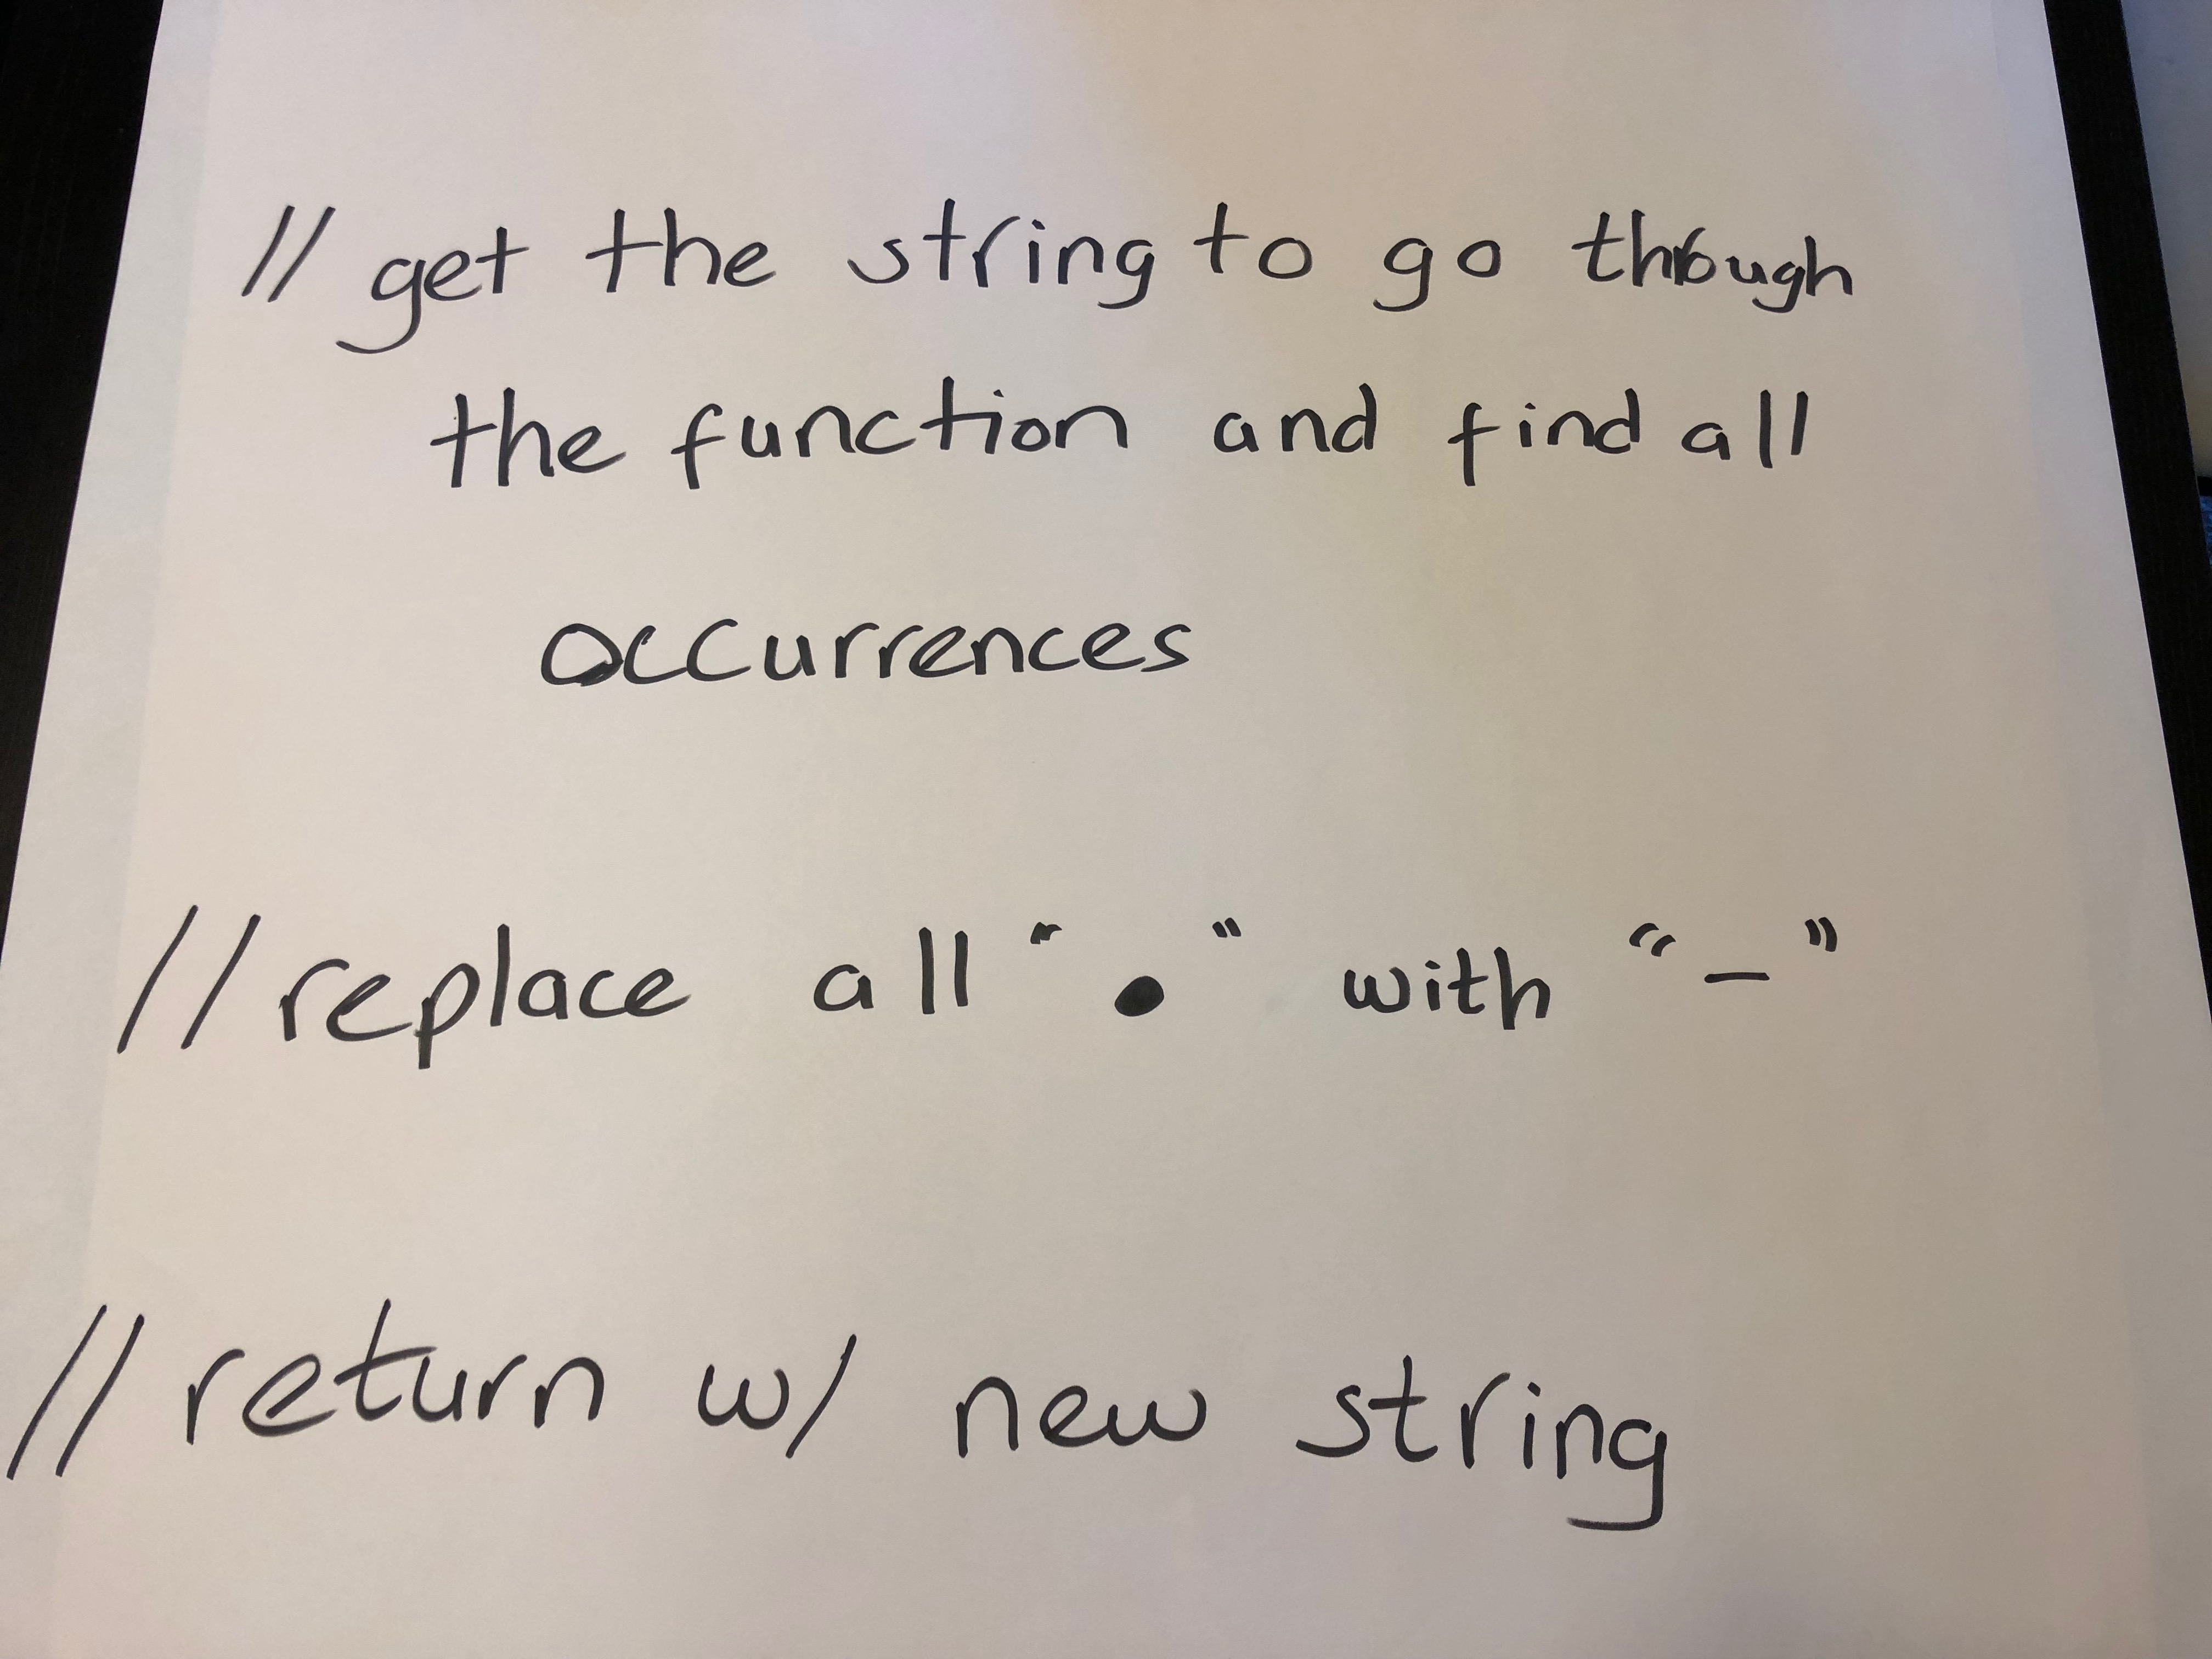 // get the string to go through
the function and find all
occurrences
// replace all " . " with " - "
// return w/ new string